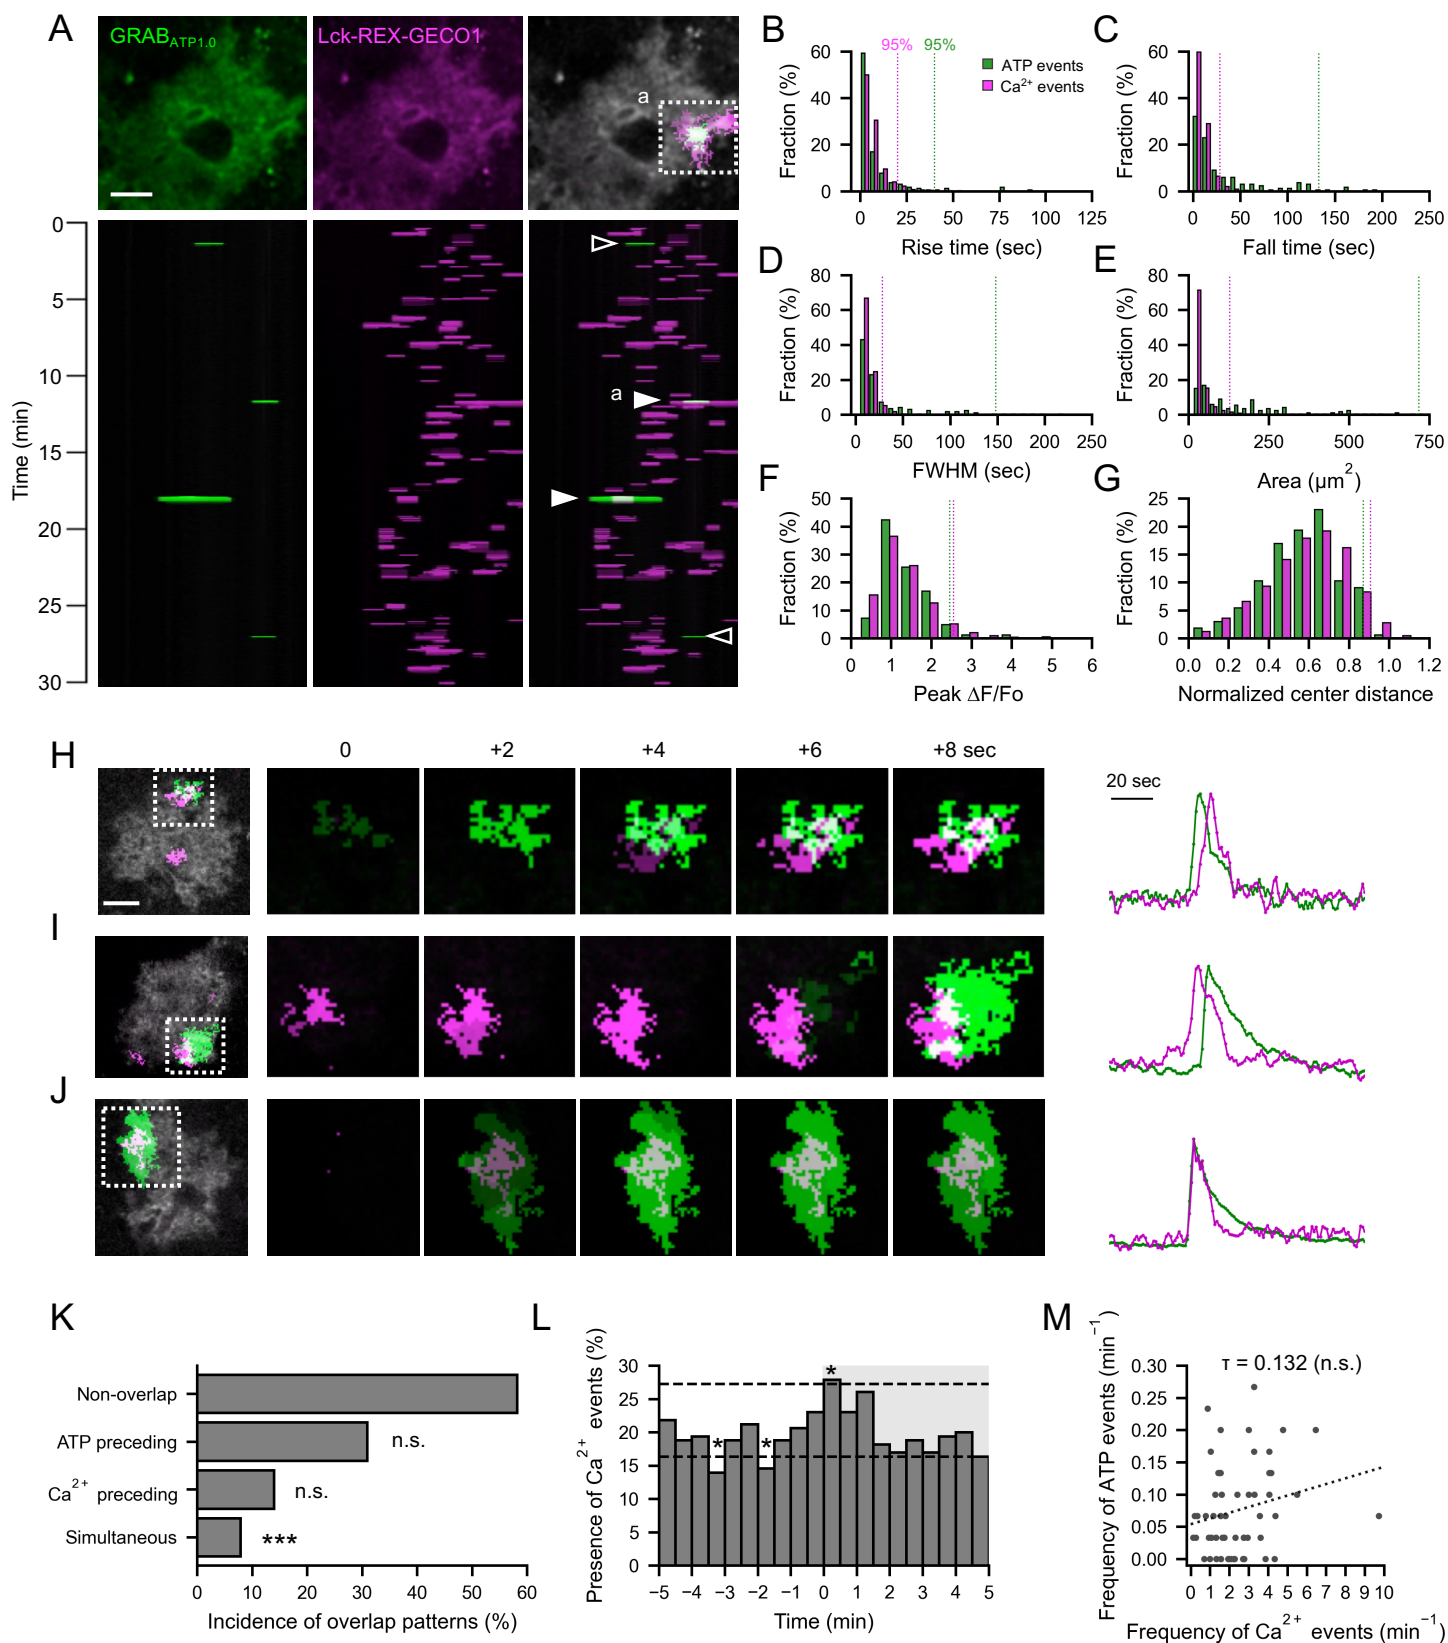 A
GRAB_ATP1.0
Lck-REX-GECO1
a
0
5
10
15
20
25
30
Time (min)
a
B
95%
95%
ATP events
Ca²⁺ events
Fraction (%)
60
40
20
0
0 25 50 75 100 125
Rise time (sec)
C
Fraction (%)
60
40
20
0
0 50 100 150 200 250
Fall time (sec)
D
Fraction (%)
80
60
40
20
0
0 50 100 150 200 250
FWHM (sec)
E
Fraction (%)
80
60
40
20
0
0 250 500 750
Area (μm²)
F
Fraction (%)
50
40
30
20
10
0
0 1 2 3 4 5 6
Peak ΔF/Fo
G
Fraction (%)
25
20
15
10
5
0
0.0 0.2 0.4 0.6 0.8 1.0 1.2
Normalized center distance
H
0 +2 +4 +6 +8 sec
20 sec
I
J
K
Non-overlap
ATP preceding
n.s.
Ca²⁺ preceding
n.s.
Simultaneous
***
0 10 20 30 40 50 60
Incidence of overlap patterns (%)
L
Presence of Ca²⁺ events (%)
30
25
20
15
10
5
0
* * *
−5 −4 −3 −2 −1 0 1 2 3 4 5
Time (min)
M
Frequency of ATP events (min⁻¹)
τ = 0.132 (n.s.)
0.30
0.25
0.20
0.15
0.10
0.05
0.00
0 1 2 3 4 5 6 7 8 9 10
Frequency of Ca²⁺ events (min⁻¹)